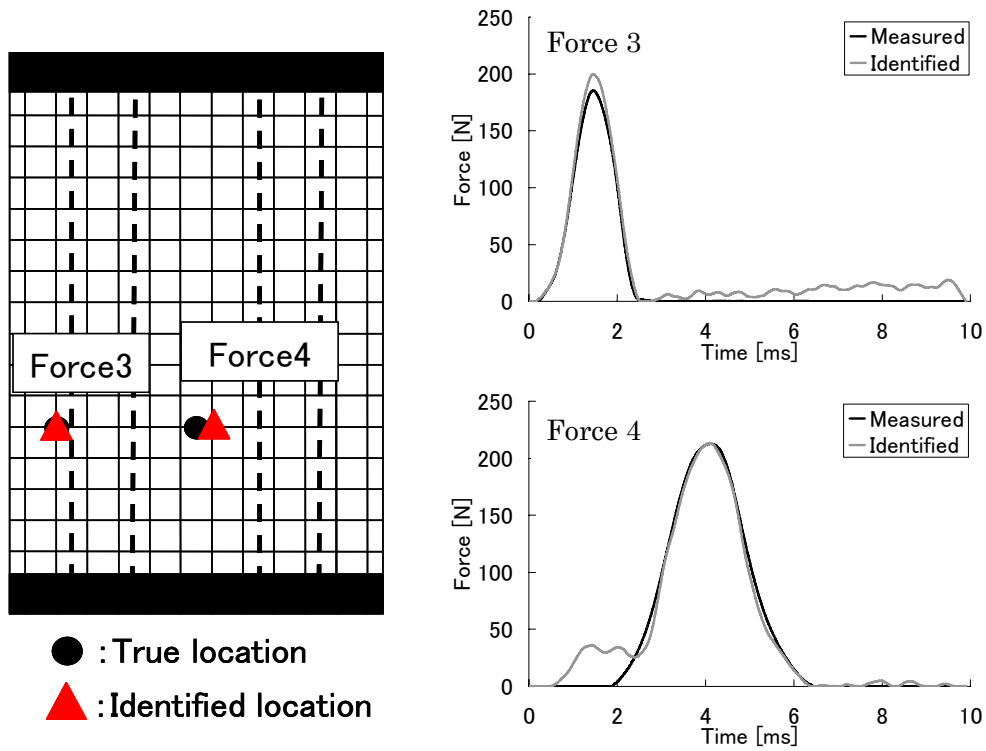 Force3
Force4
●:True location
▲:Identified location
Force 3
Measured
Identified
250
200
150
100
50
0
Force [N]
0 2 4 6 8 10
Time [ms]
Force 4
Measured
Identified
250
200
150
100
50
0
Force [N]
0 2 4 6 8 10
Time [ms]